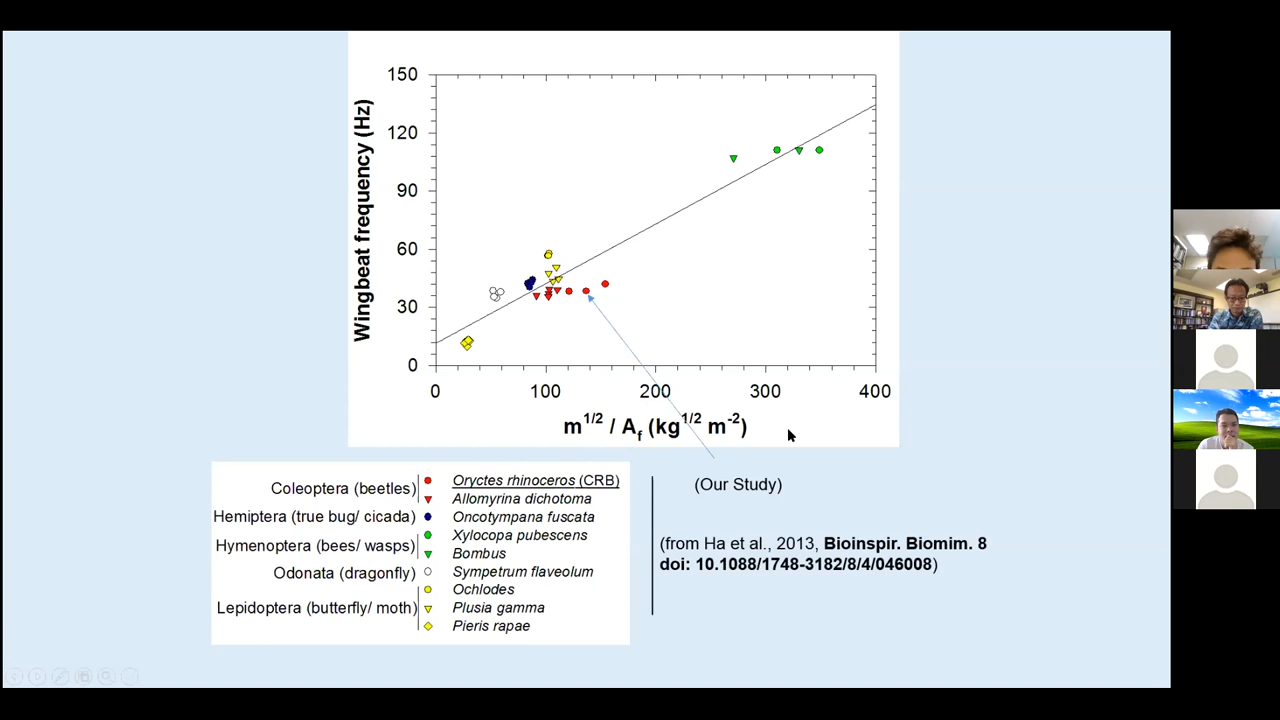 150
120
90
60
30
0
Wingbeat frequency (Hz)
0 100 200 300 400
m1/2 / Af (kg1/2 m-2)
Coleoptera (beetles)
Oryctes rhinoceros (CRB)
Allomyrina dichotoma
Hemiptera (true bug/ cicada)
Oncotympana fuscata
Hymenoptera (bees/ wasps)
Xylocopa pubescens
Bombus
Odonata (dragonfly)
Sympetrum flaveolum
Lepidoptera (butterfly/ moth)
Ochlodes
Plusia gamma
Pieris rapae
(Our Study)
(from Ha et al., 2013, Bioinspir. Biomim. 8
doi: 10.1088/1748-3182/8/4/046008)